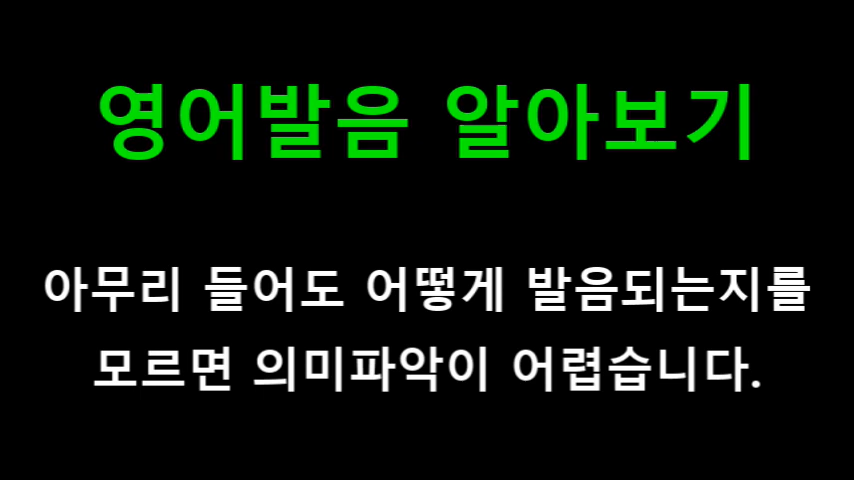 영어발음 알아보기
아무리 들어도 어떻게 발음되는지를
모르면 의미파악이 어렵습니다.